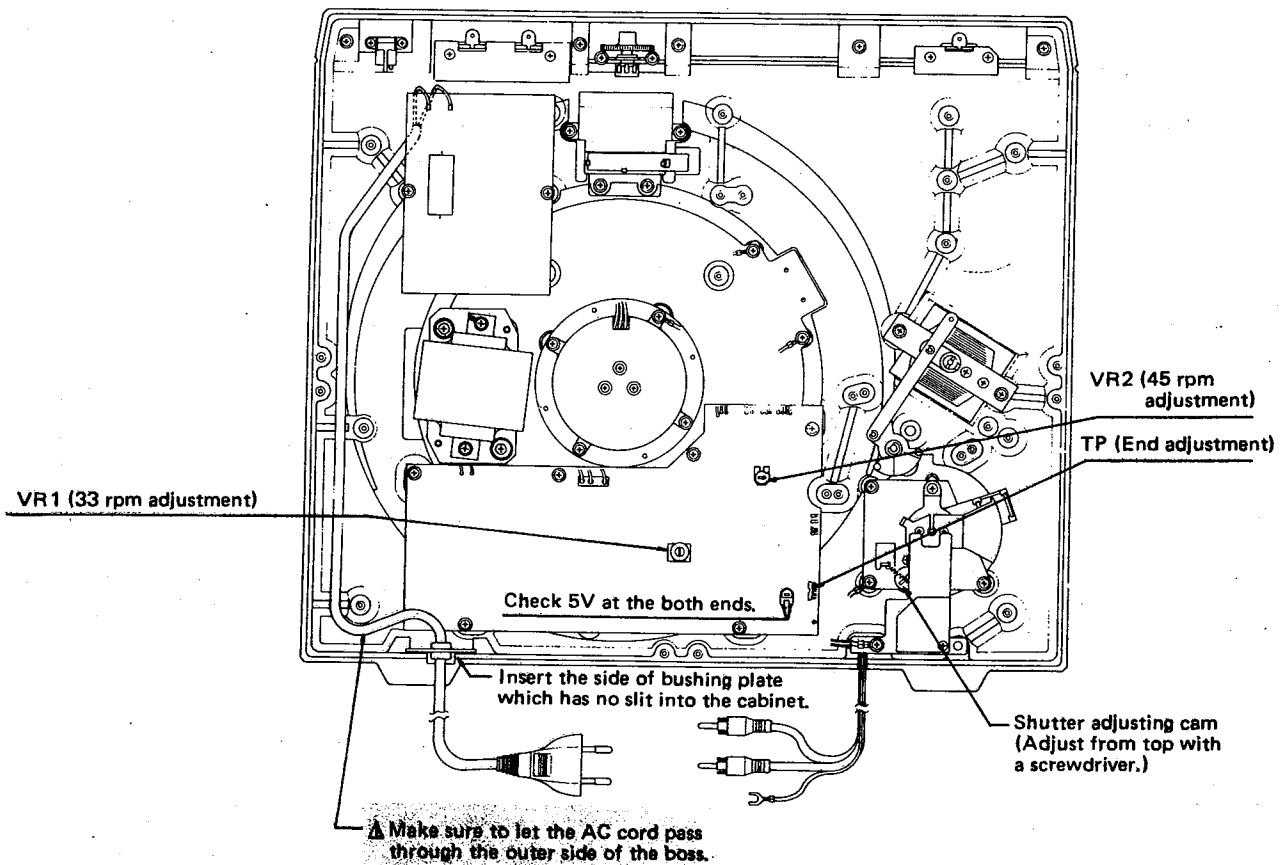 VR2 (45 rpm
adjustment)
TP (End adjustment)
VR1 (33 rpm adjustment)
Check 5V at the both ends.
Insert the side of bushing plate
which has no slit into the cabinet.
Shutter adjusting cam
(Adjust from top with
a screwdriver.)
⚠ Make sure to let the AC cord pass
through the outer side of the boss.